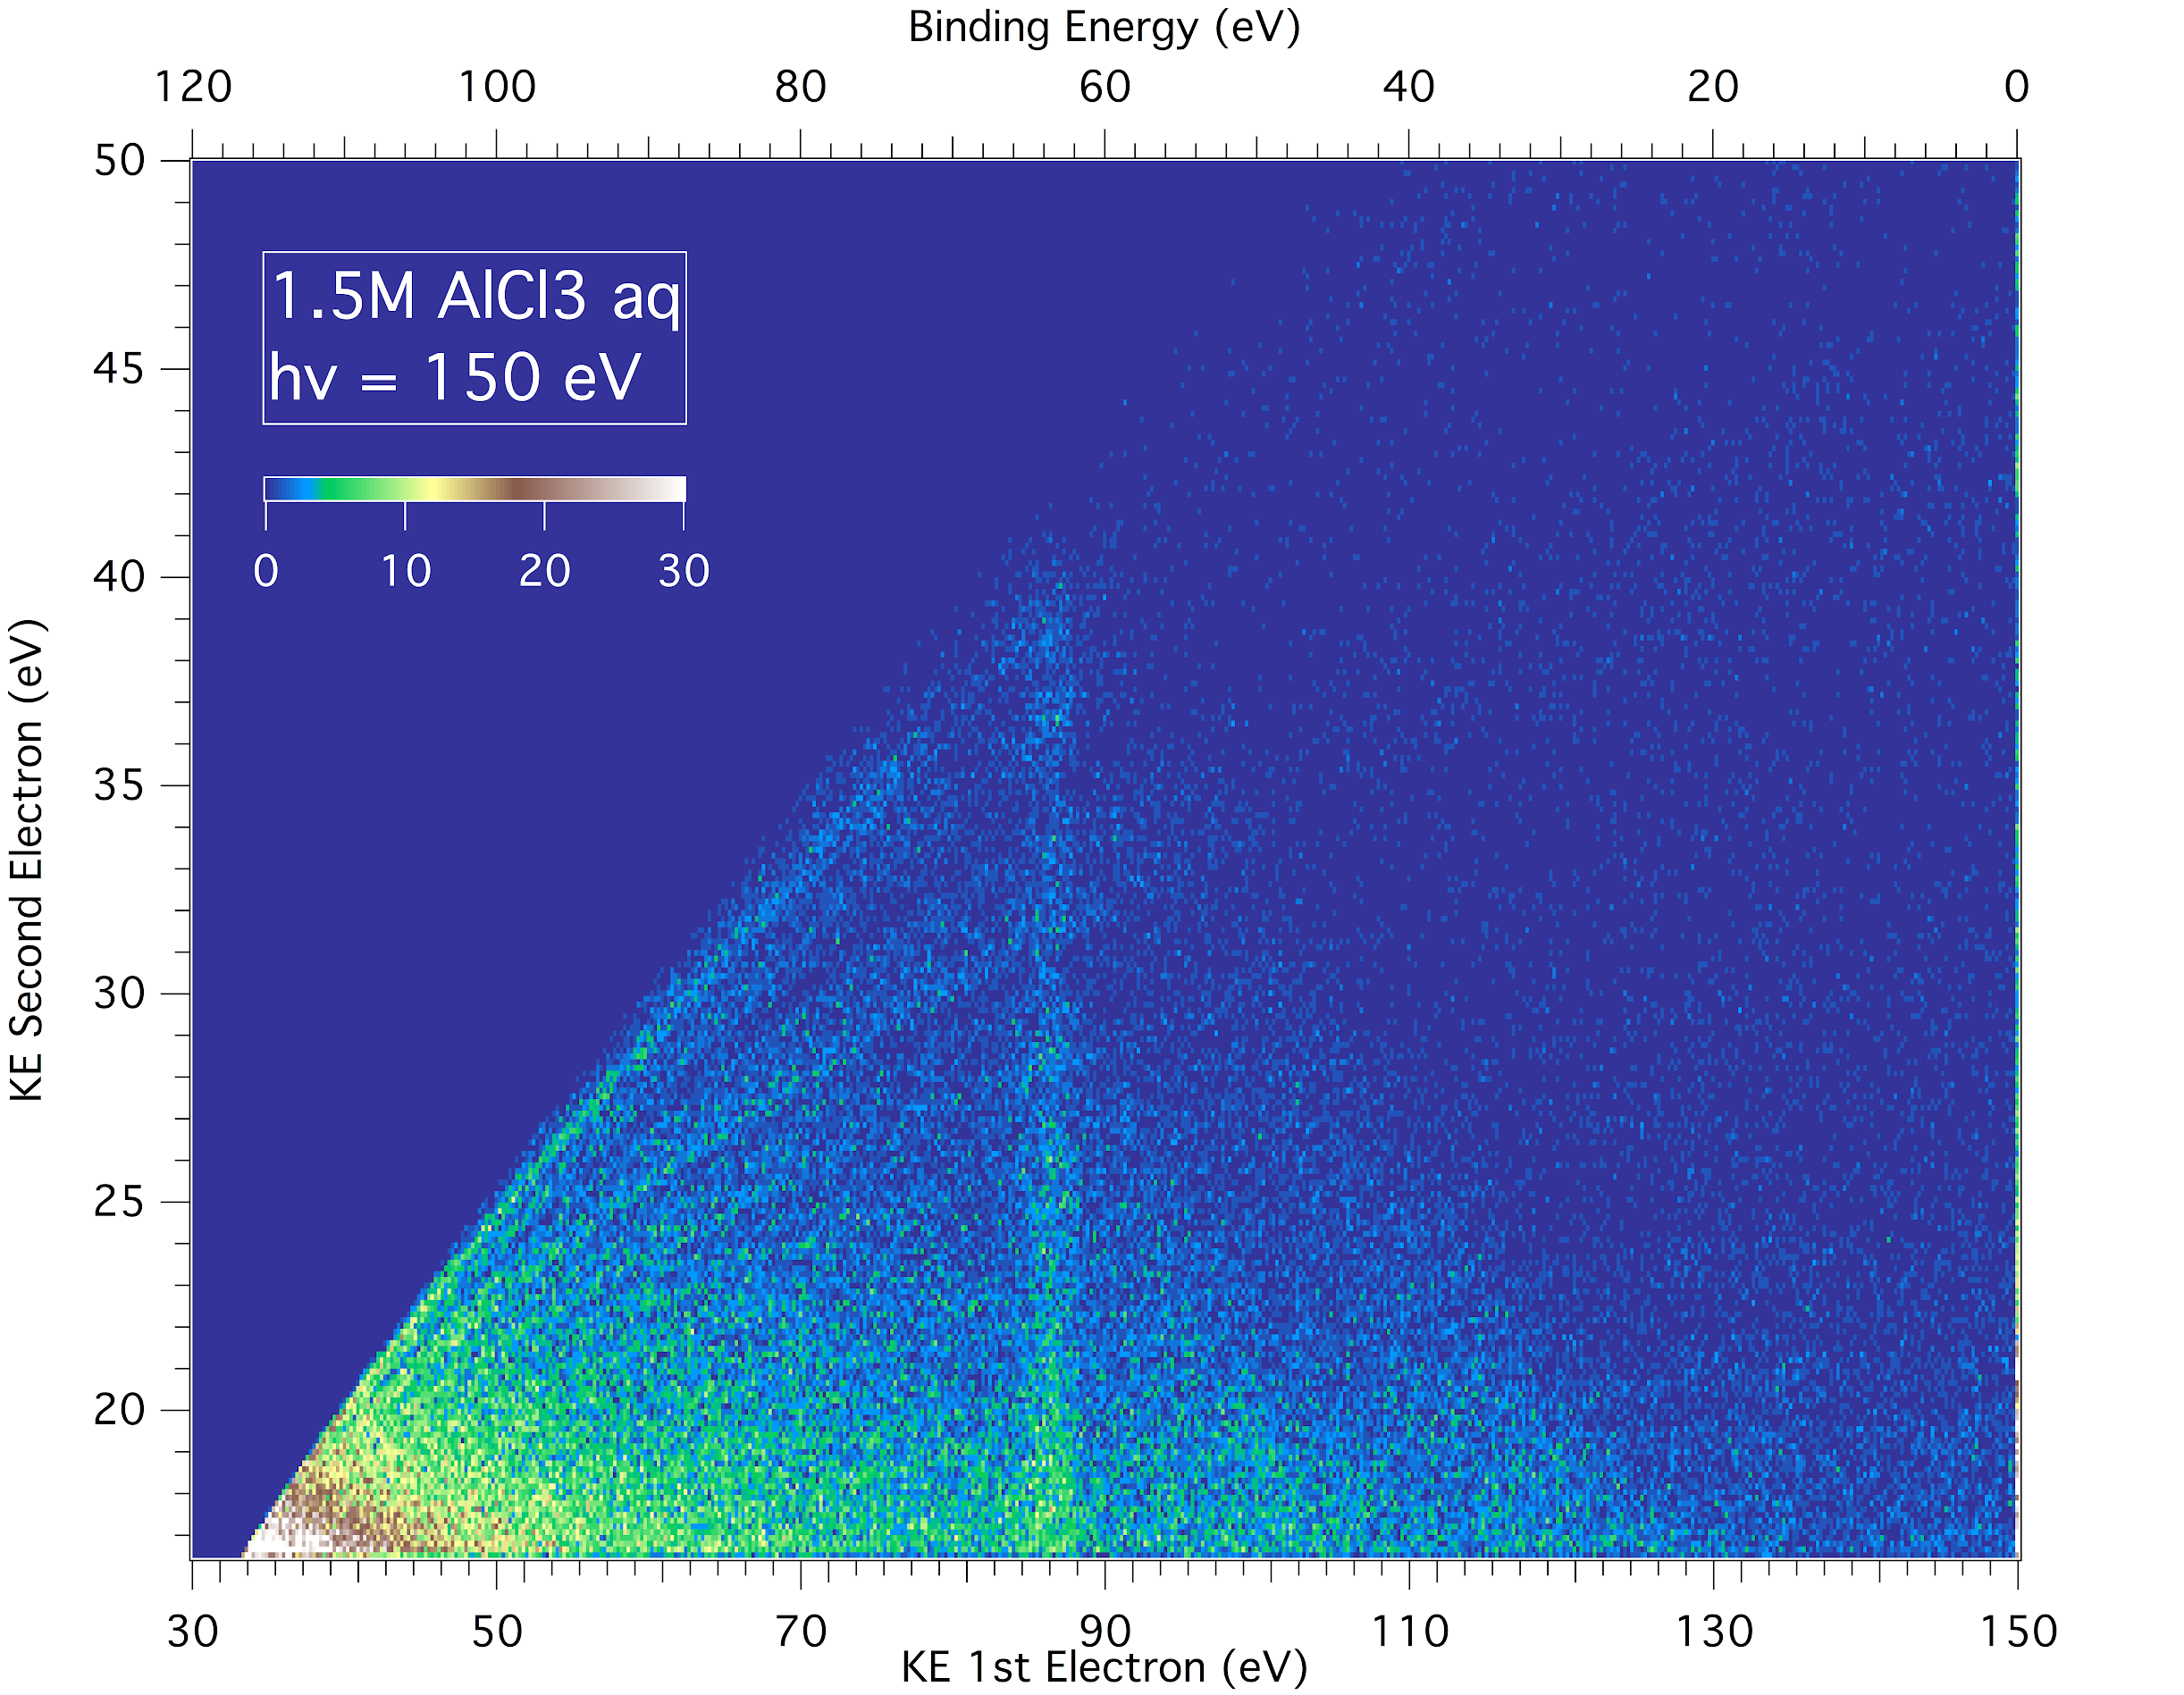 Binding Energy (eV)
120 100 80 60 40 20 0
50
45
40
35
30
25
20
KE Second Electron (eV)
1.5M AlCl3 aq
hν = 150 eV
0 10 20 30
30 50 70 90 110 130 150
KE 1st Electron (eV)